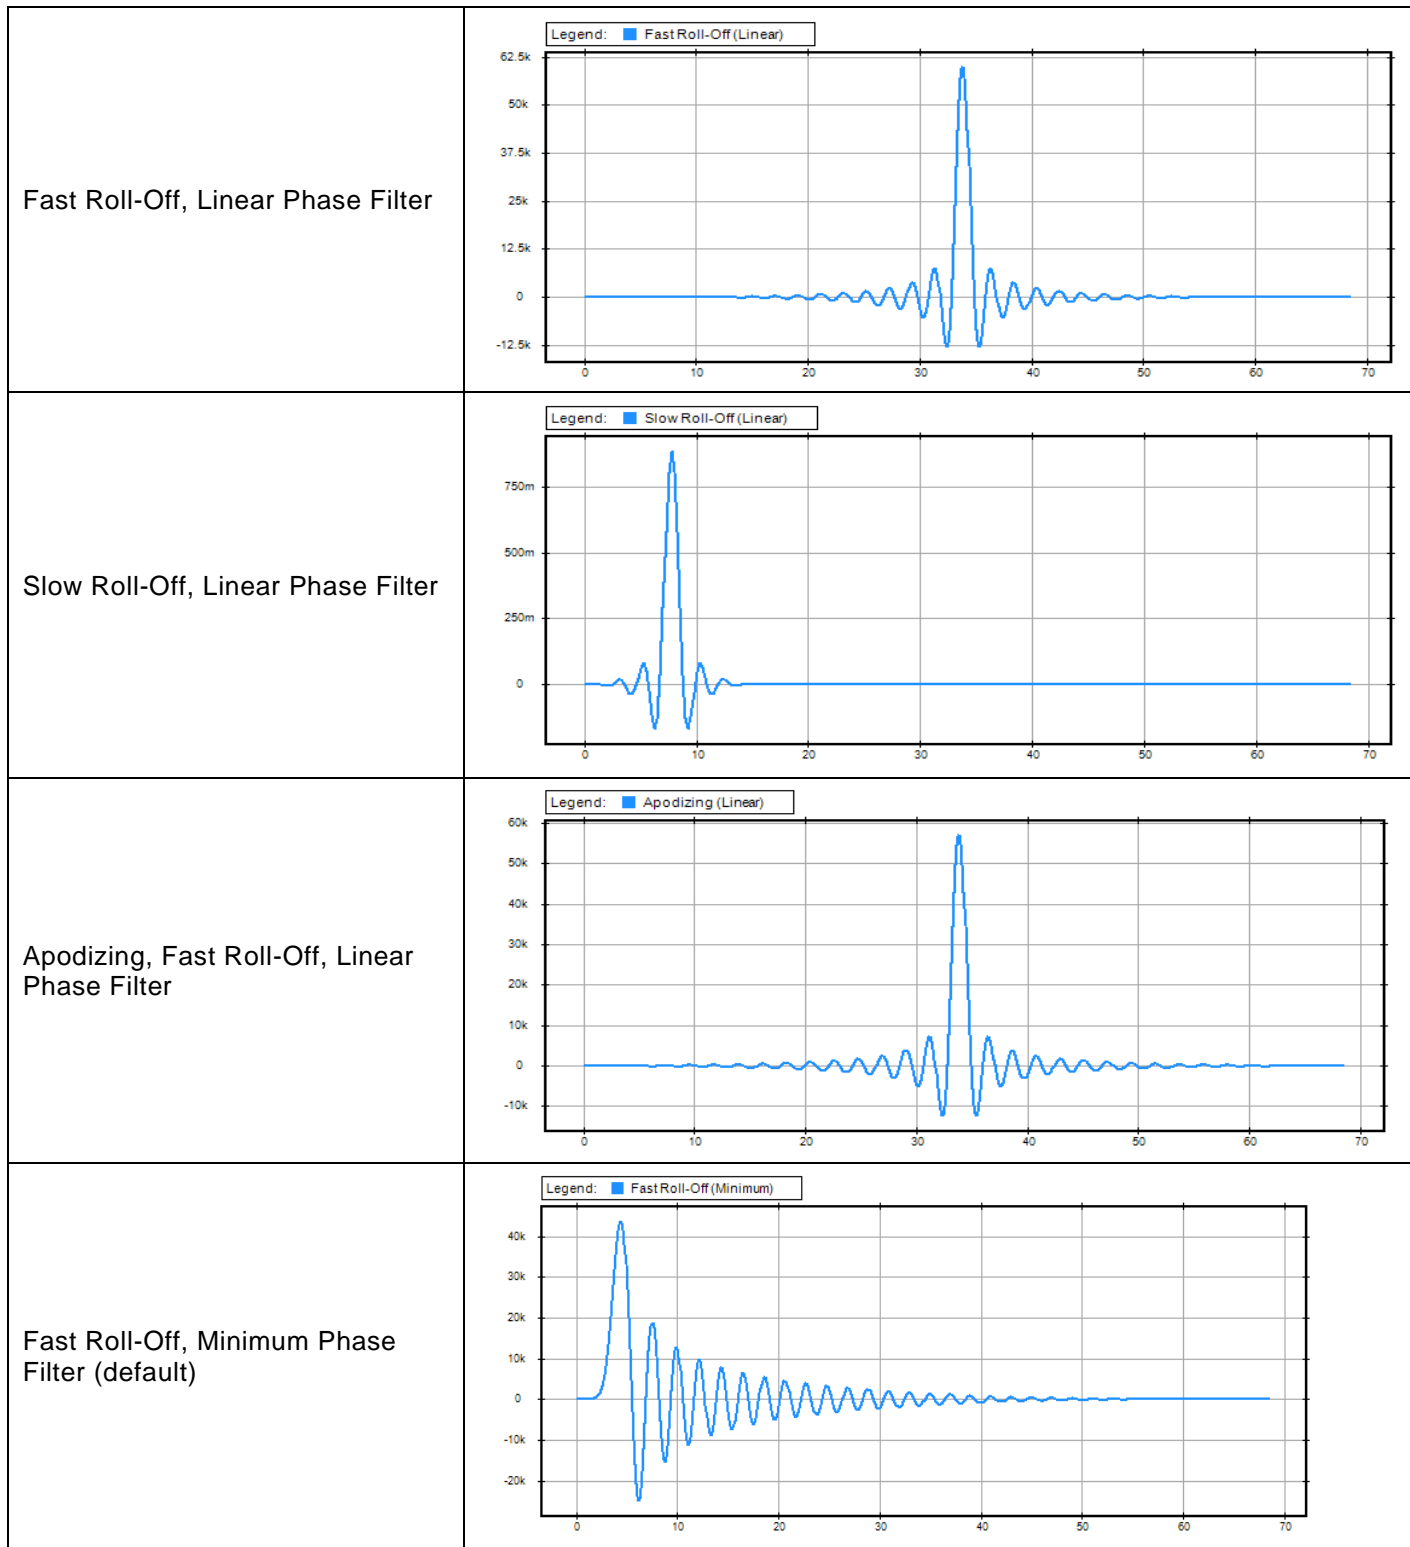 Fast Roll-Off, Linear Phase Filter
Legend: Fast Roll-Off (Linear)
62.5k
50k
37.5k
25k
12.5k
0
-12.5k
0 10 20 30 40 50 60 70
Slow Roll-Off, Linear Phase Filter
Legend: Slow Roll-Off (Linear)
750m
500m
250m
0
0 10 20 30 40 50 60 70
Apodizing, Fast Roll-Off, Linear
Phase Filter
Legend: Apodizing (Linear)
60k
50k
40k
30k
20k
10k
0
-10k
0 10 20 30 40 50 60 70
Fast Roll-Off, Minimum Phase
Filter (default)
Legend: Fast Roll-Off (Minimum)
40k
30k
20k
10k
0
-10k
-20k
0 10 20 30 40 50 60 70